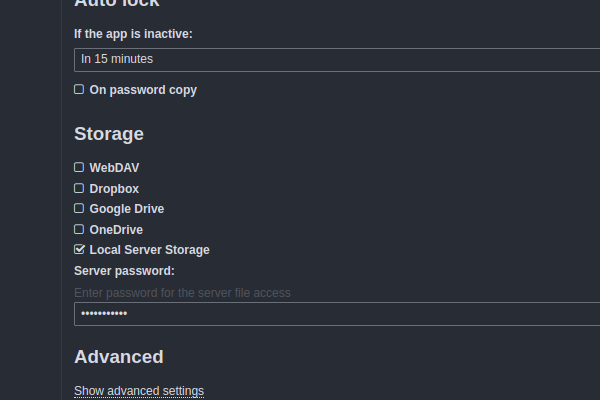 Auto lock
If the app is inactive:
In 15 minutes
On password copy
Storage
WebDAV
Dropbox
Google Drive
OneDrive
Local Server Storage
Server password:
Enter password for the server file access
•••••••••••
Advanced
Show advanced settings